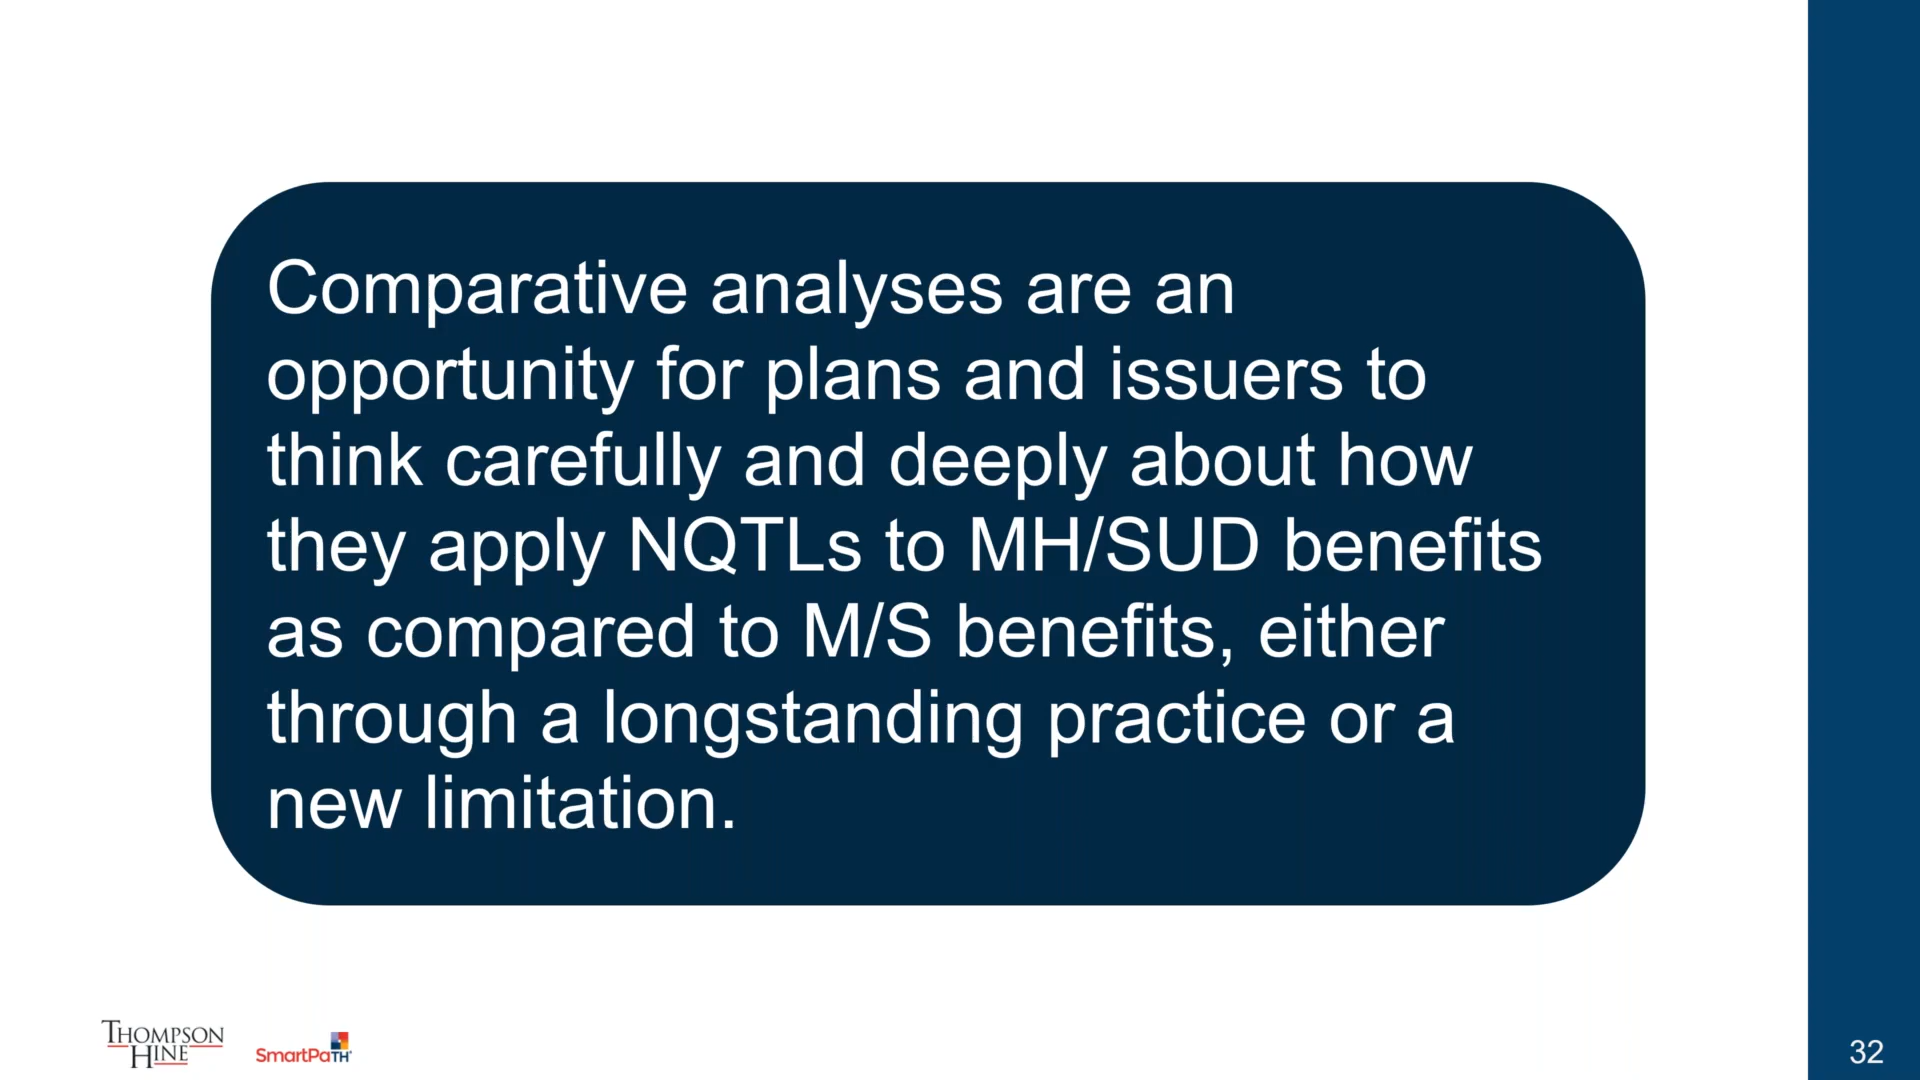 Comparative analyses are an
opportunity for plans and issuers to
think carefully and deeply about how
they apply NQTLs to MH/SUD benefits
as compared to M/S benefits, either
through a longstanding practice or a
new limitation.
THOMPSON
HINE
SmartPaTH
32